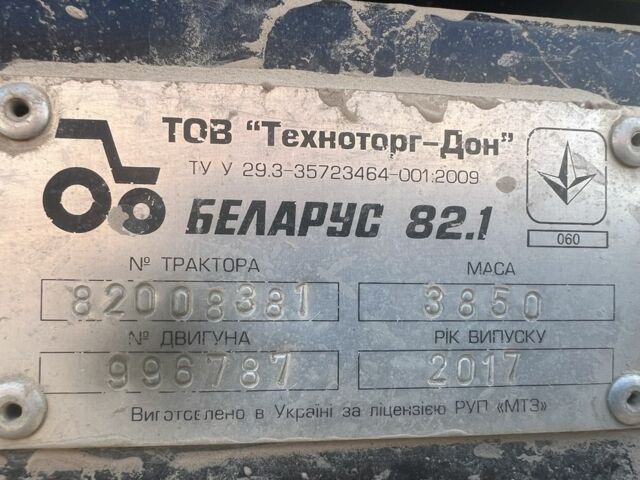 ТОВ "Техноторг-Дон"
ТУ У 29.3-35723464-001:2009
БЕЛАРУС 82.1
060
№ ТРАКТОРА МАСА
82008381 3850
№ ДВИГУНА РІК ВИПУСКУ
996787 2017
Виготовлено в Україні за ліцензією РУП «МТЗ»